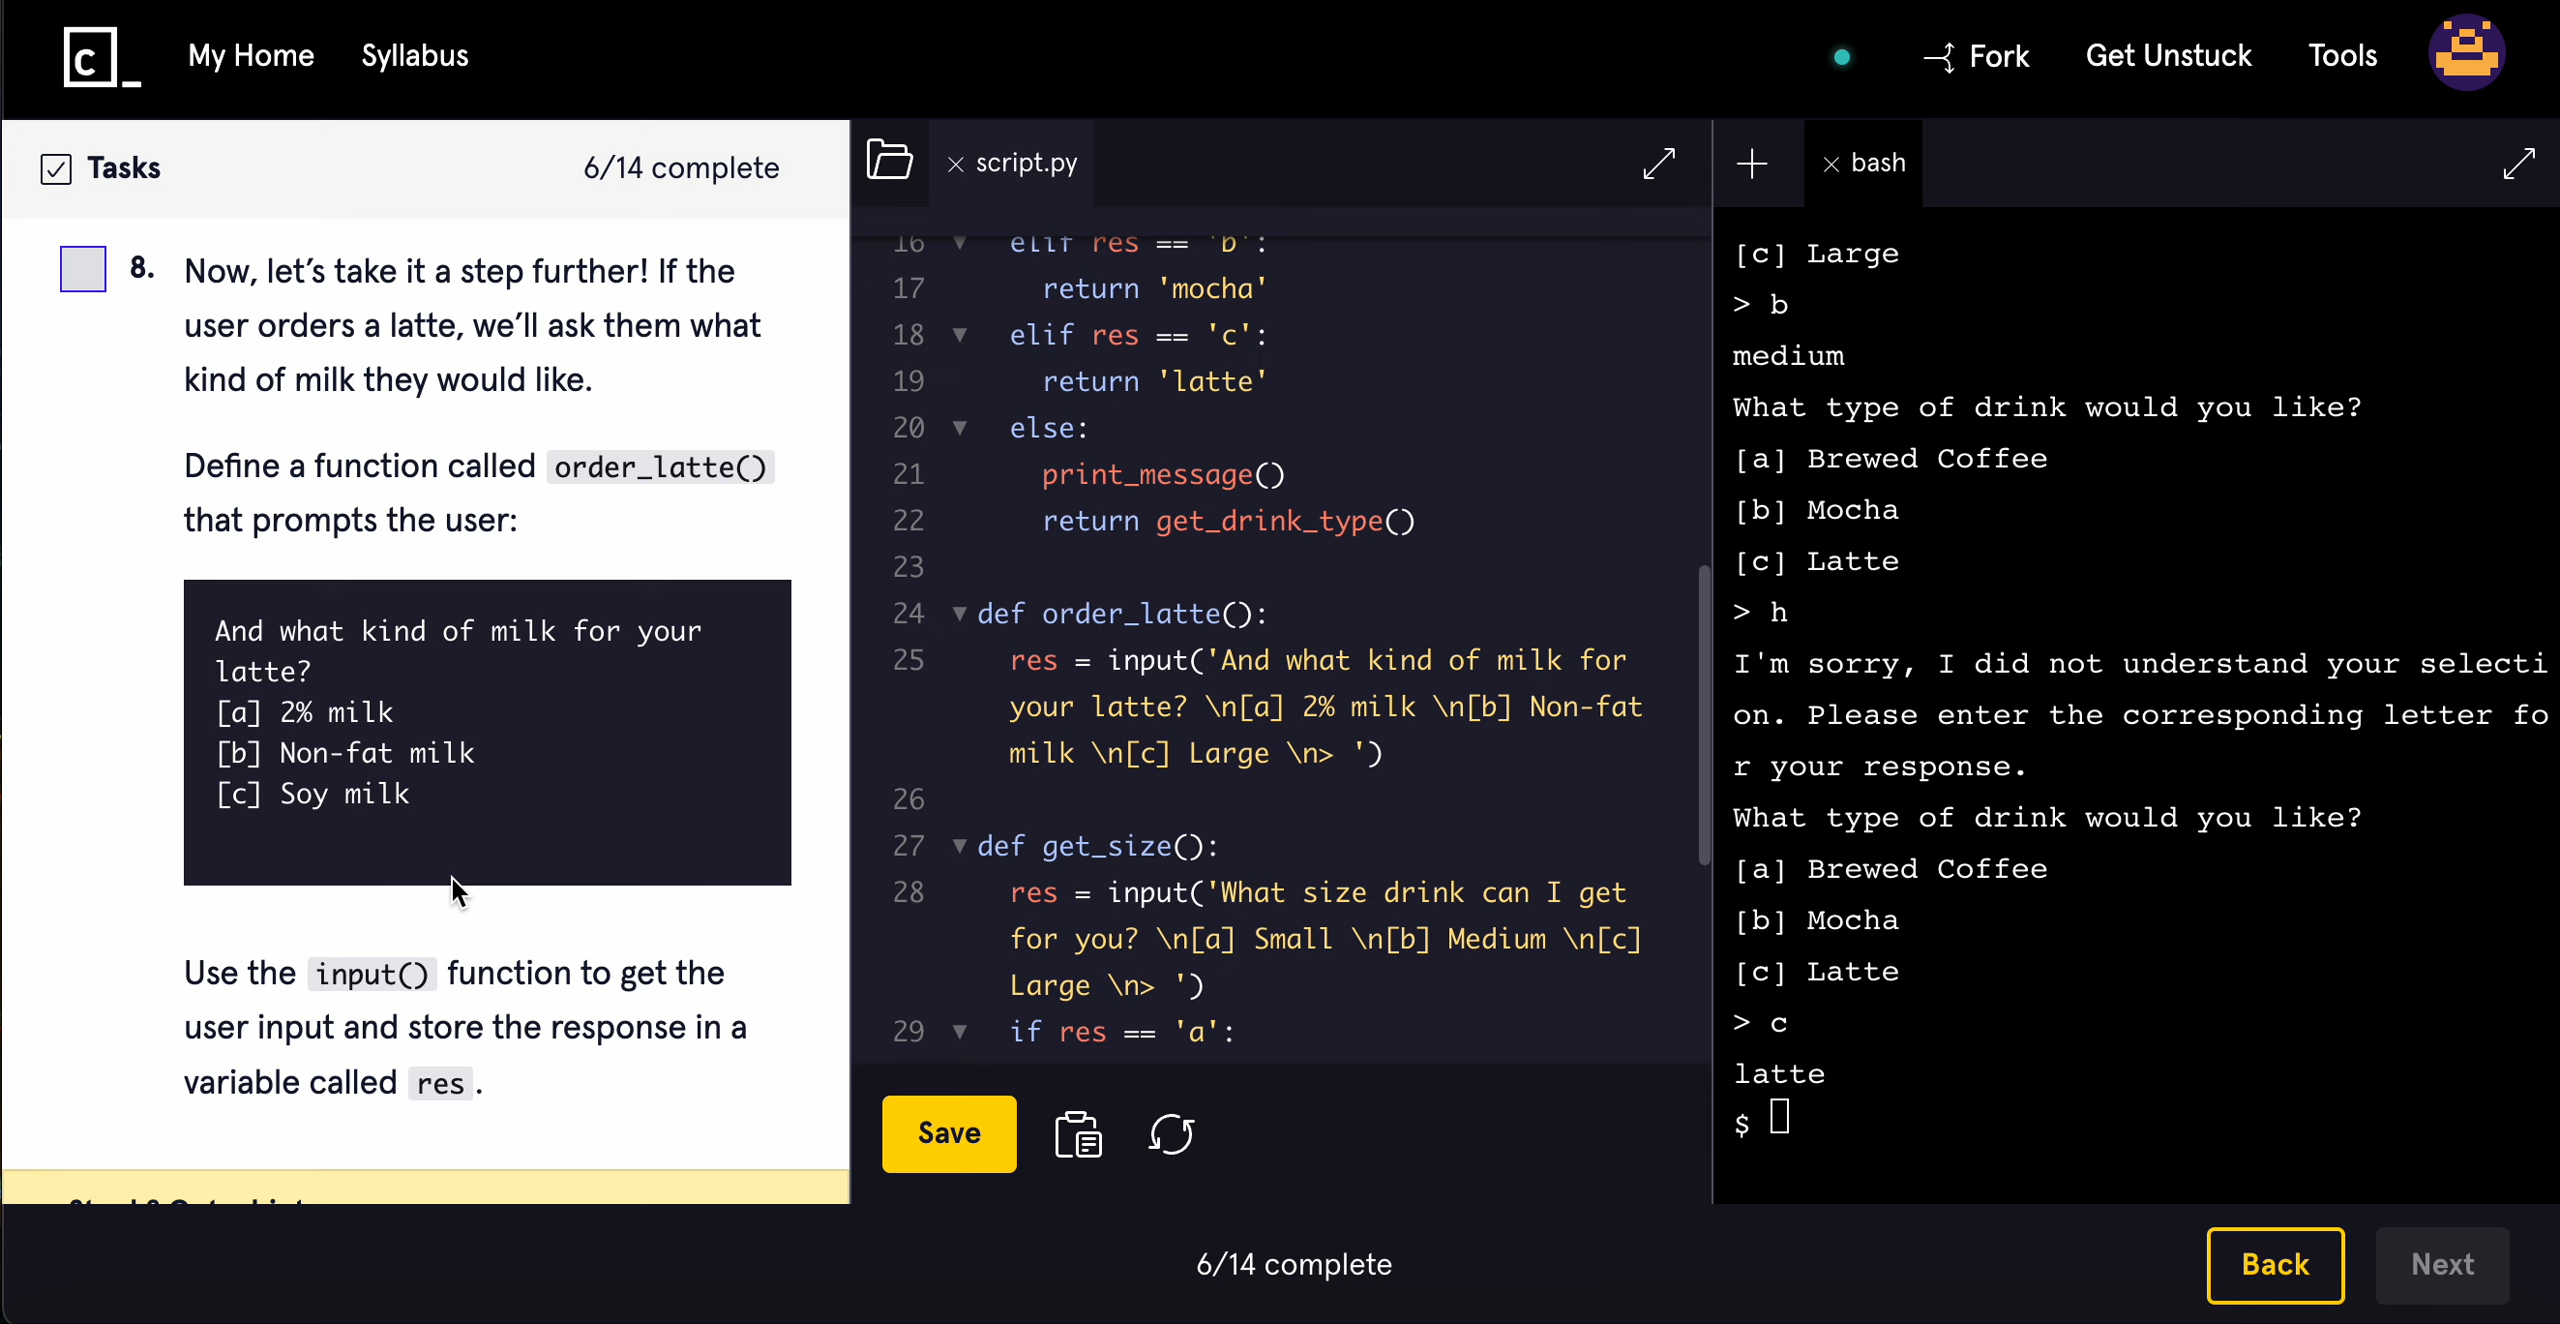 C_ My Home Syllabus Fork Get Unstuck Tools
Tasks 6/14 complete
8. Now, let's take it a step further! If the
user orders a latte, we'll ask them what
kind of milk they would like.
Define a function called order_latte()
that prompts the user:
And what kind of milk for your
latte?
[a] 2% milk
[b] Non-fat milk
[c] Soy milk
Use the input() function to get the
user input and store the response in a
variable called res.
script.py
16 elif res == 'b':
17 return 'mocha'
18 elif res == 'c':
19 return 'latte'
20 else:
21 print_message()
22 return get_drink_type()
23
24 def order_latte():
25 res = input('And what kind of milk for
your latte? \n[a] 2% milk \n[b] Non-fat
milk \n[c] Large \n> ')
26
27 def get_size():
28 res = input('What size drink can I get
for you? \n[a] Small \n[b] Medium \n[c]
Large \n> ')
29 if res == 'a':
Save
bash
[c] Large
> b
medium
What type of drink would you like?
[a] Brewed Coffee
[b] Mocha
[c] Latte
> h
I'm sorry, I did not understand your selecti
on. Please enter the corresponding letter fo
r your response.
What type of drink would you like?
[a] Brewed Coffee
[b] Mocha
[c] Latte
> c
latte
$
6/14 complete
Back
Next